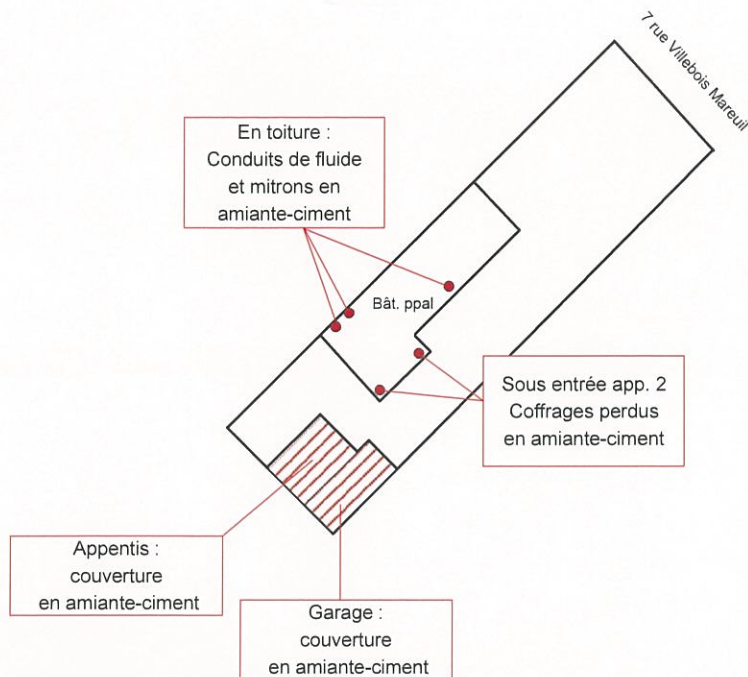 7 rue Villebois Mareuil
En toiture :
Conduits de fluide
et mitrons en
amiante-ciment
Bât. ppal
Sous entrée app. 2
Coffrages perdus
en amiante-ciment
Appentis :
couverture
en amiante-ciment
Garage :
couverture
en amiante-ciment